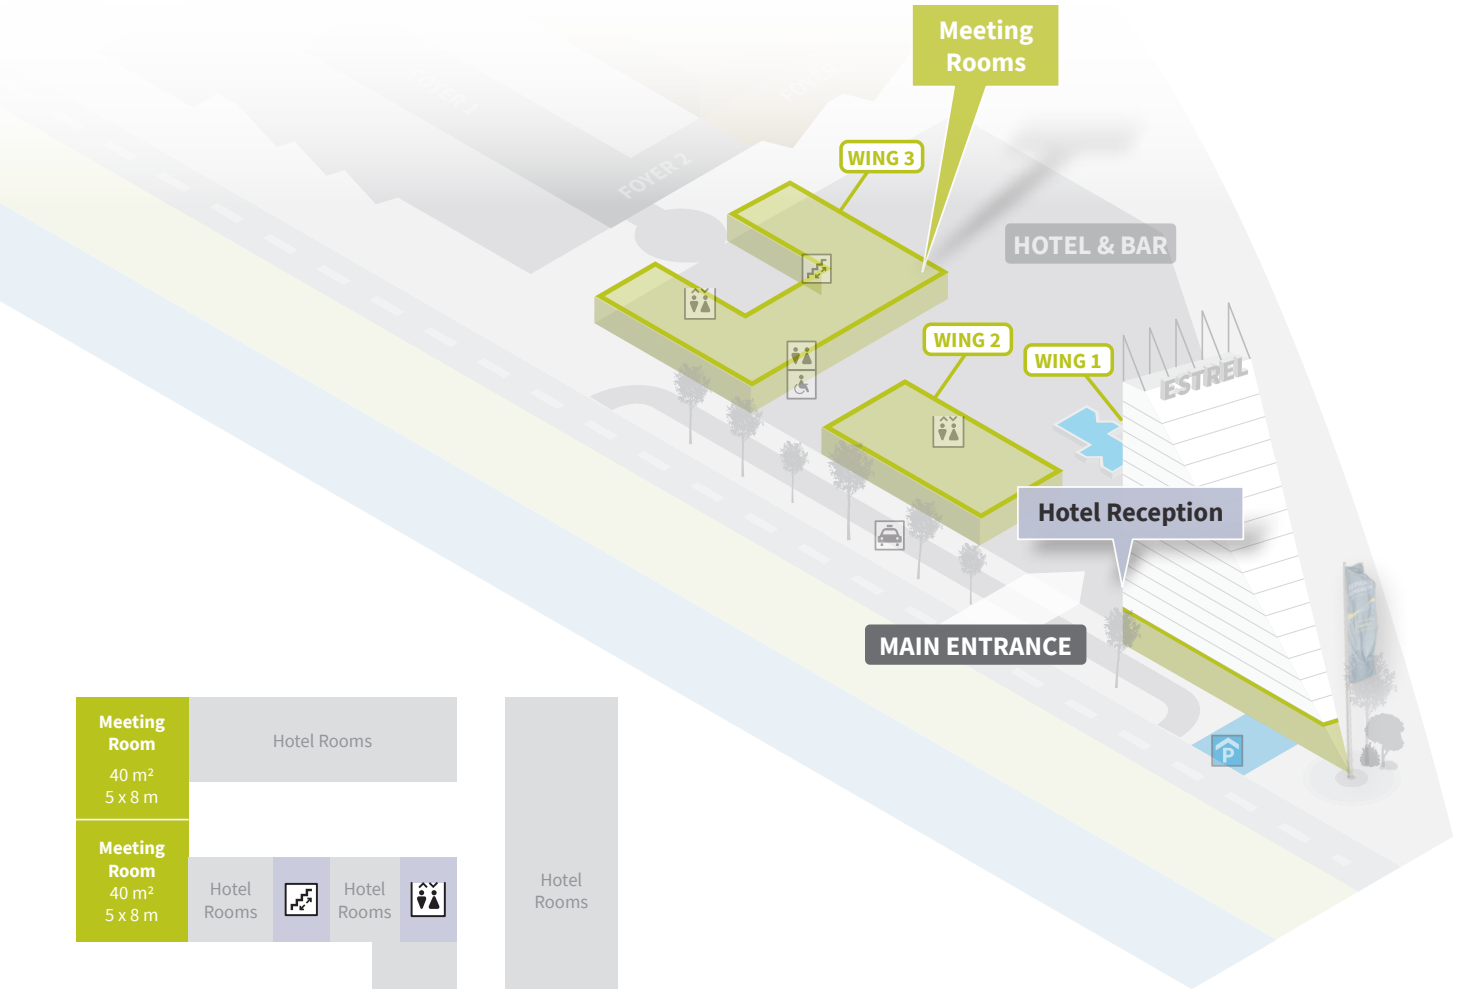 Meeting
Rooms
WING 3
FOYER 2
HOTEL & BAR
WING 2
WING 1
ESTREL
Hotel Reception
MAIN ENTRANCE
P
Meeting
Room
40 m²
5 x 8 m
Hotel Rooms
Meeting
Room
40 m²
5 x 8 m
Hotel
Rooms
Hotel
Rooms
Hotel
Rooms